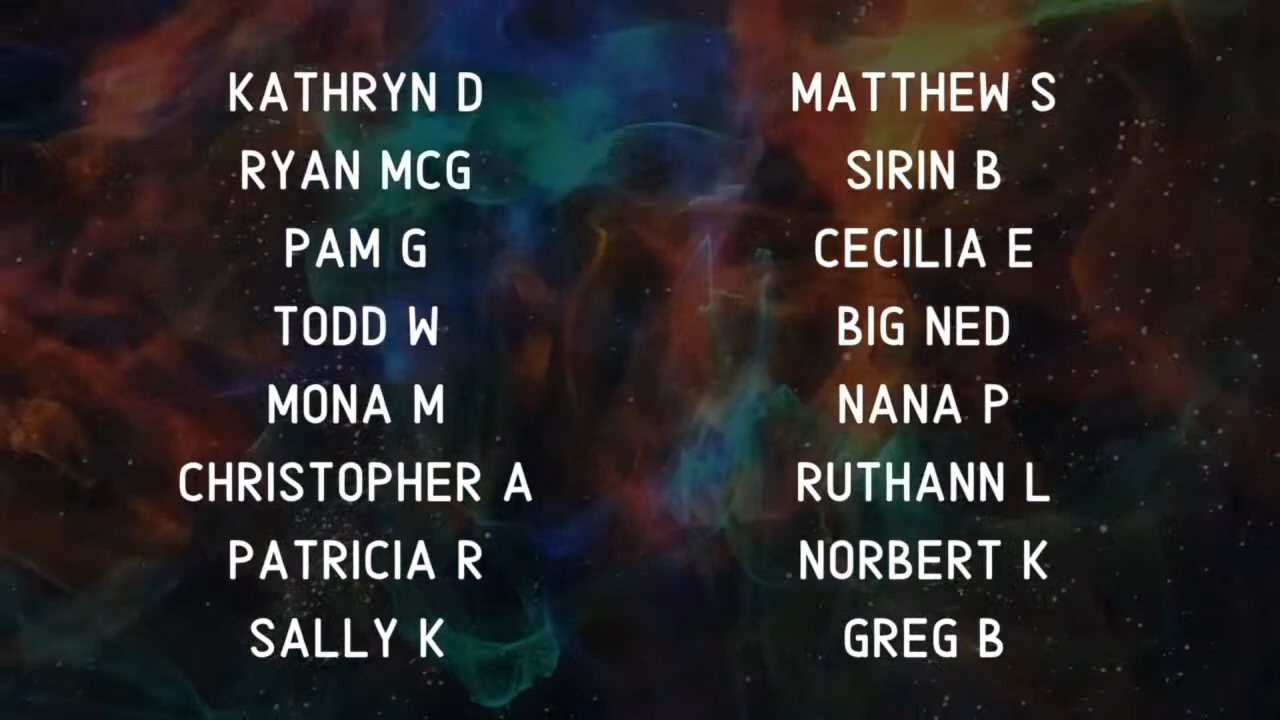 KATHRYN D
RYAN MCG
PAM G
TODD W
MONA M
CHRISTOPHER A
PATRICIA R
SALLY K
MATTHEW S
SIRIN B
CECILIA E
BIG NED
NANA P
RUTHANN L
NORBERT K
GREG B